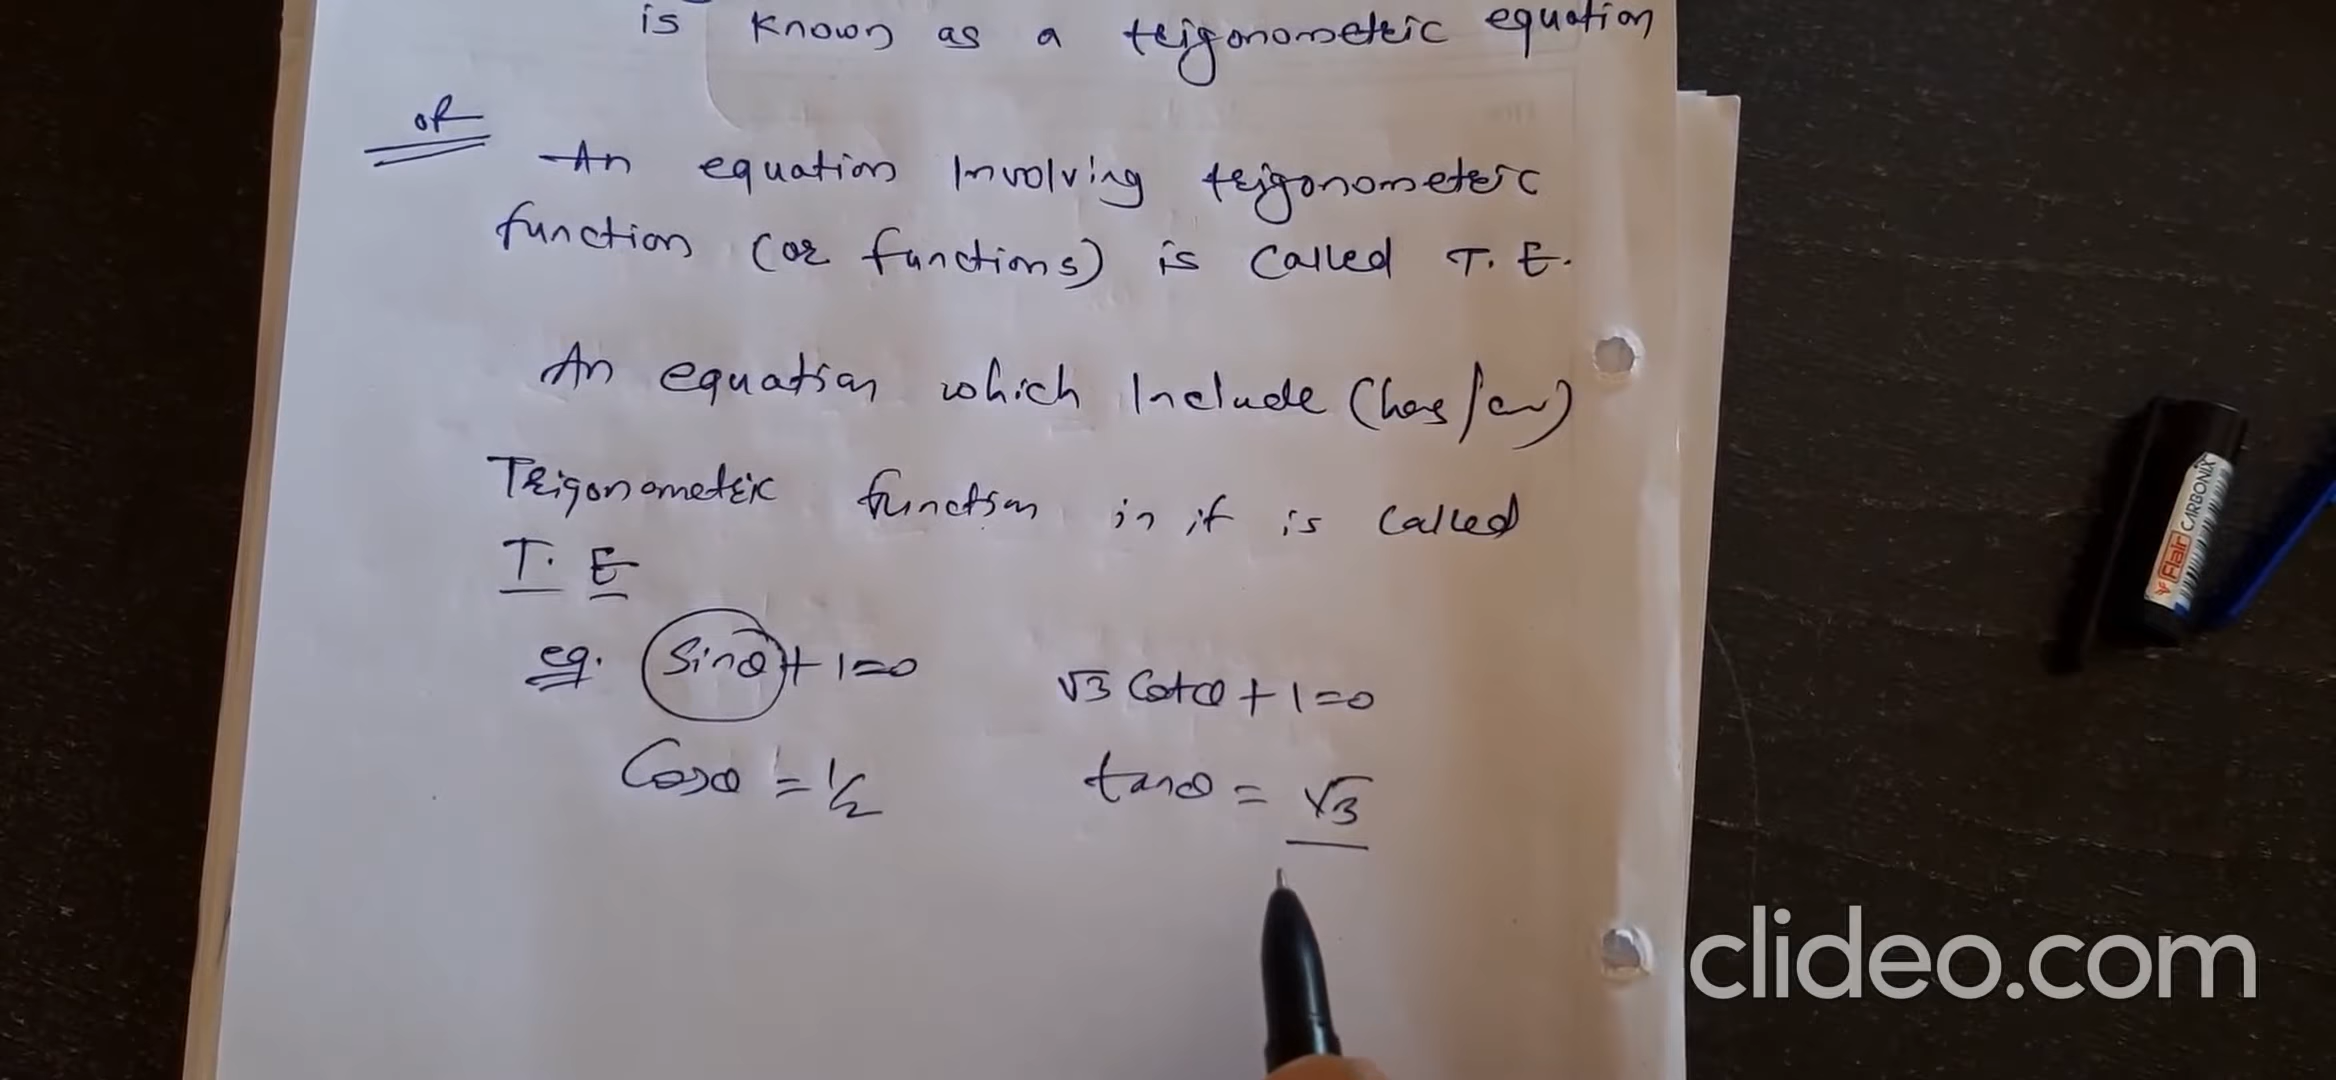 is known as a trigonometric equation
OR
An equation Involving trigonometric
function (or functions) is called T. E.
An equation which Include (has/
Trigonometric function in it is called
T. E
eg. Sinθ + 1=0
√3 Cotθ + 1=0
Cosθ = 1/2
tanθ = √3
Flair CARBONIX
clideo.com